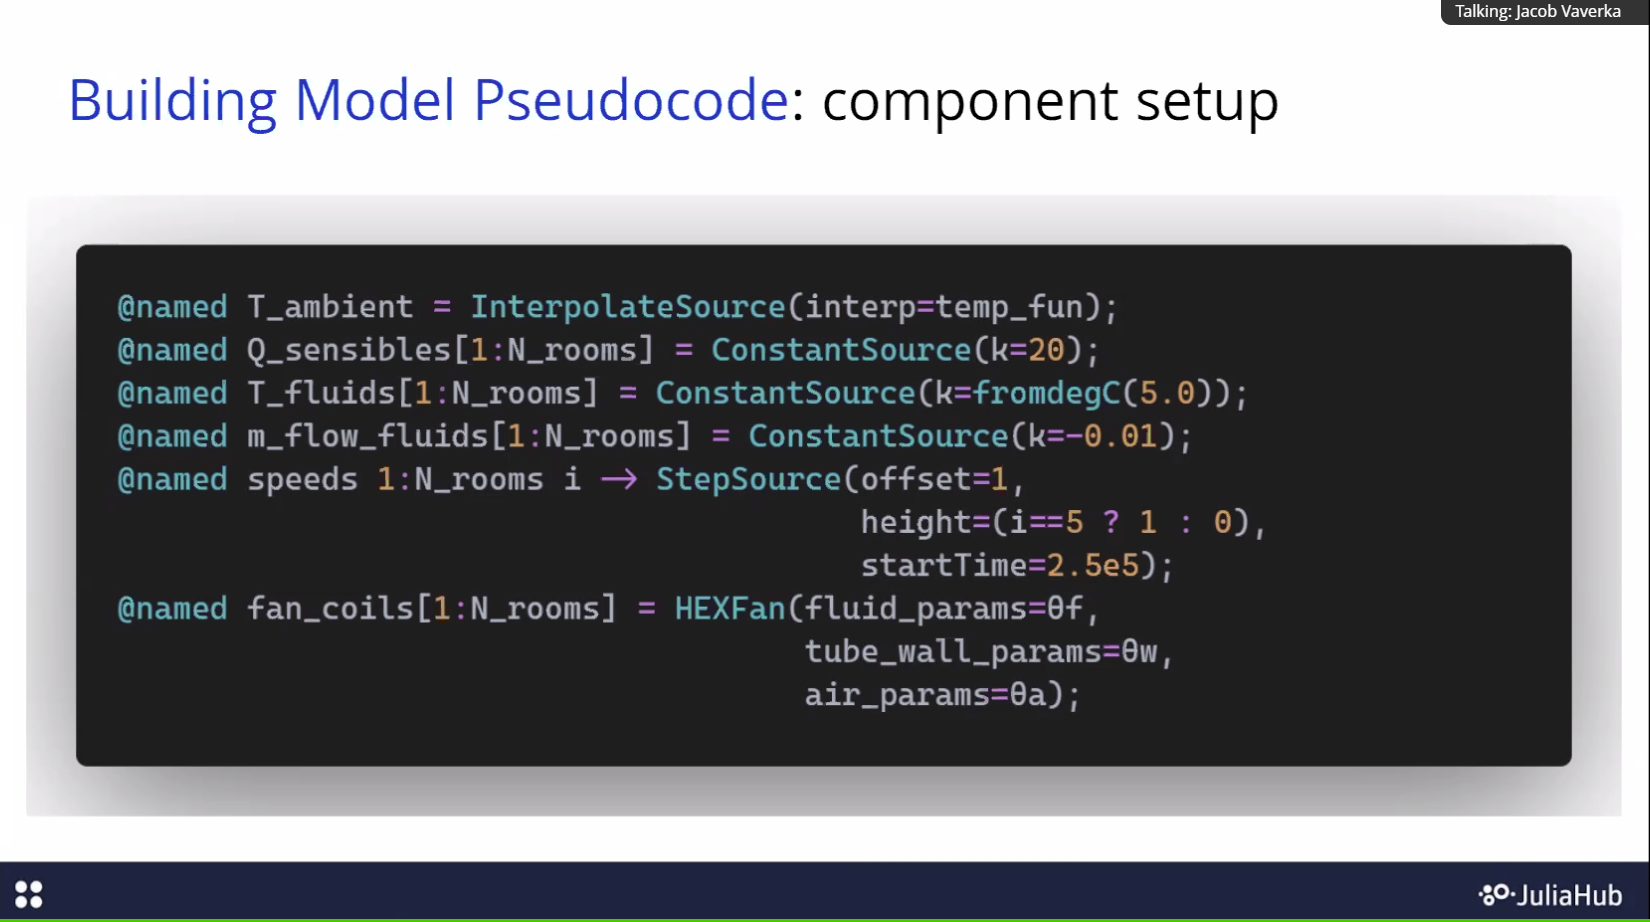 Talking: Jacob Vaverka
Building Model Pseudocode: component setup
@named T_ambient = InterpolateSource(interp=temp_fun);
@named Q_sensibles[1:N_rooms] = ConstantSource(k=20);
@named T_fluids[1:N_rooms] = ConstantSource(k=fromdegC(5.0));
@named m_flow_fluids[1:N_rooms] = ConstantSource(k=-0.01);
@named speeds 1:N_rooms i -> StepSource(offset=1,
height=(i==5 ? 1 : 0),
startTime=2.5e5);
@named fan_coils[1:N_rooms] = HEXFan(fluid_params=θf,
tube_wall_params=θw,
air_params=θa);
JuliaHub